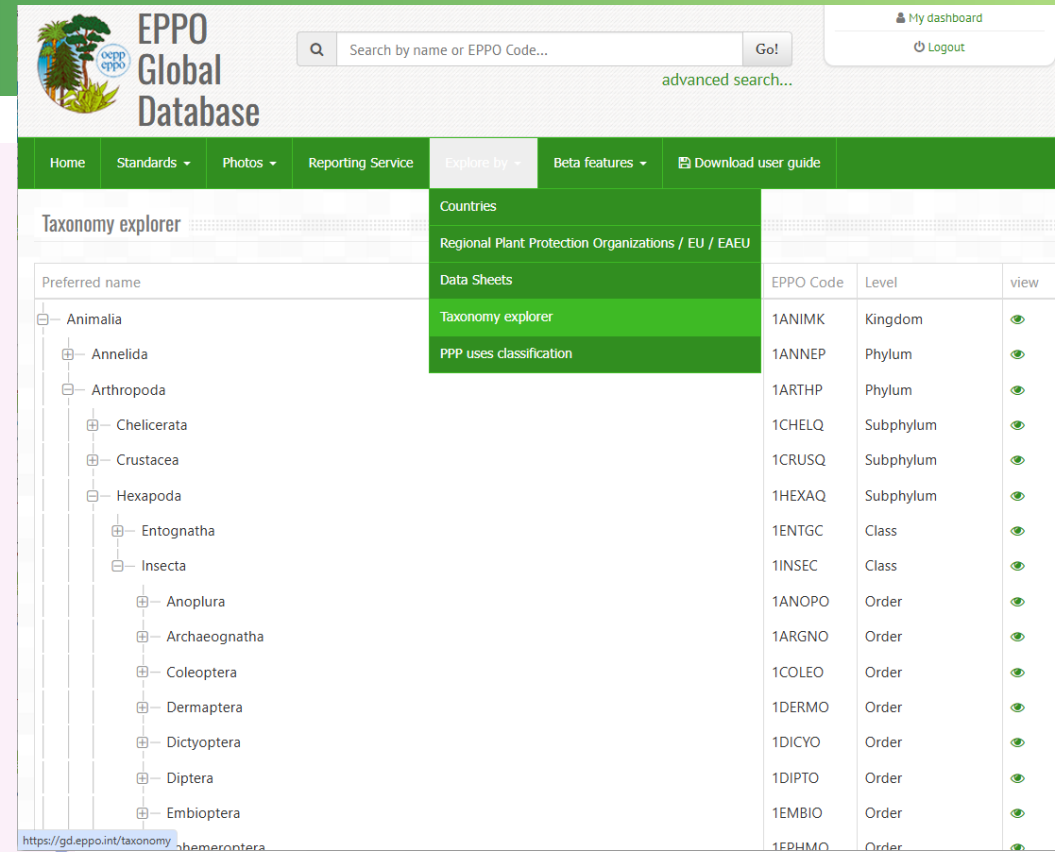 EPPO
Global
Database
oepp
eppo
Search by name or EPPO Code...
Go!
advanced search...
My dashboard
Logout
Home Standards Photos Reporting Service Explore by Beta features Download user guide
Countries
Regional Plant Protection Organizations / EU / EAEU
Data Sheets
Taxonomy explorer
PPP uses classification
Taxonomy explorer
Preferred name EPPO Code Level view
Animalia 1ANIMK Kingdom
Annelida 1ANNEP Phylum
Arthropoda 1ARTHP Phylum
Chelicerata 1CHELQ Subphylum
Crustacea 1CRUSQ Subphylum
Hexapoda 1HEXAQ Subphylum
Entognatha 1ENTGC Class
Insecta 1INSEC Class
Anoplura 1ANOPO Order
Archaeognatha 1ARGNO Order
Coleoptera 1COLEO Order
Dermaptera 1DERMO Order
Dictyoptera 1DICYO Order
Diptera 1DIPTO Order
Embioptera 1EMBIO Order
hemeroptera 1EPHMO Order
https://gd.eppo.int/taxonomy